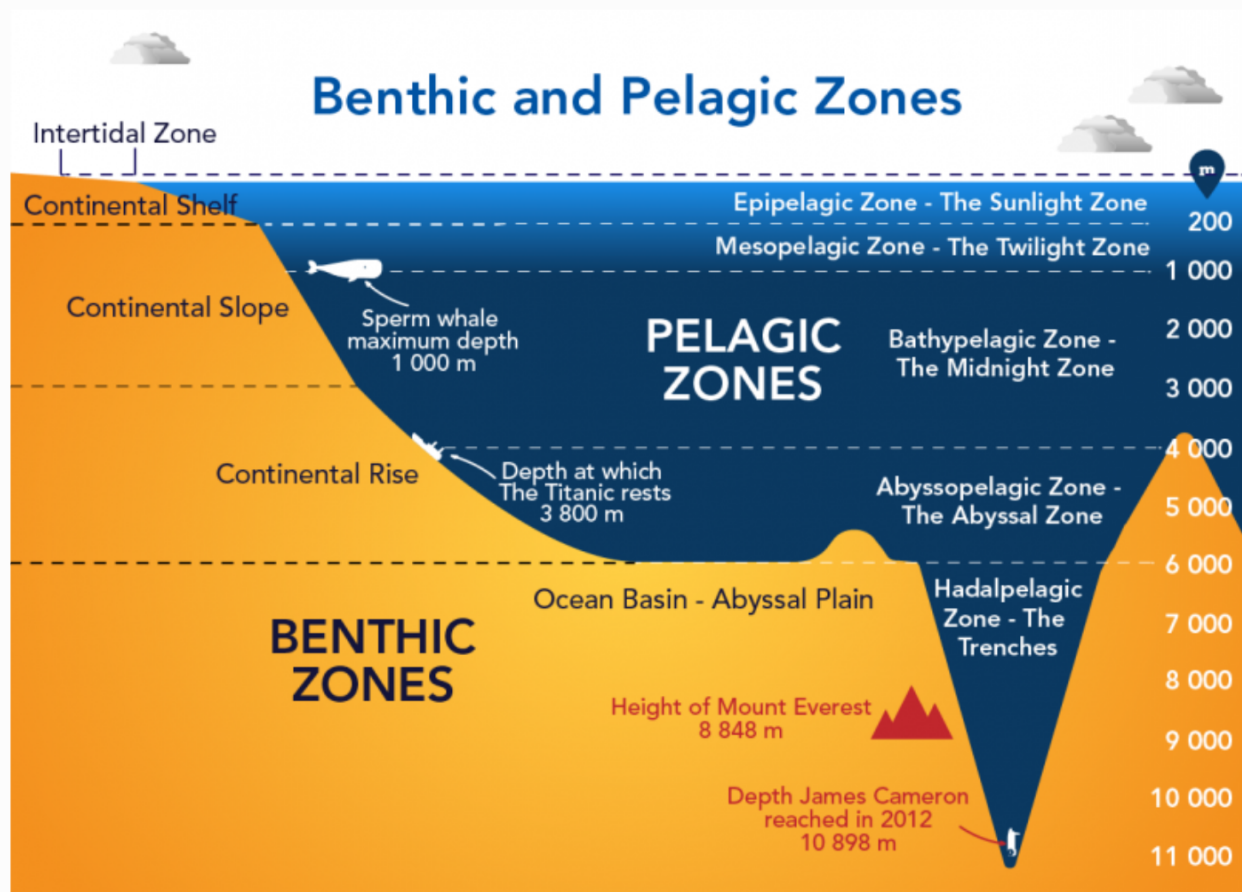 Benthic and Pelagic Zones
Intertidal Zone
m
Continental Shelf
Epipelagic Zone - The Sunlight Zone
200
Mesopelagic Zone - The Twilight Zone
1 000
Continental Slope
Sperm whale
maximum depth
1 000 m
PELAGIC
ZONES
Bathypelagic Zone -
The Midnight Zone
2 000
3 000
4 000
Continental Rise
Depth at which
The Titanic rests
3 800 m
Abyssopelagic Zone -
The Abyssal Zone
5 000
6 000
Ocean Basin - Abyssal Plain
Hadalpelagic
Zone - The
Trenches
BENTHIC
ZONES
7 000
8 000
Height of Mount Everest
8 848 m
9 000
Depth James Cameron
reached in 2012
10 898 m
10 000
11 000